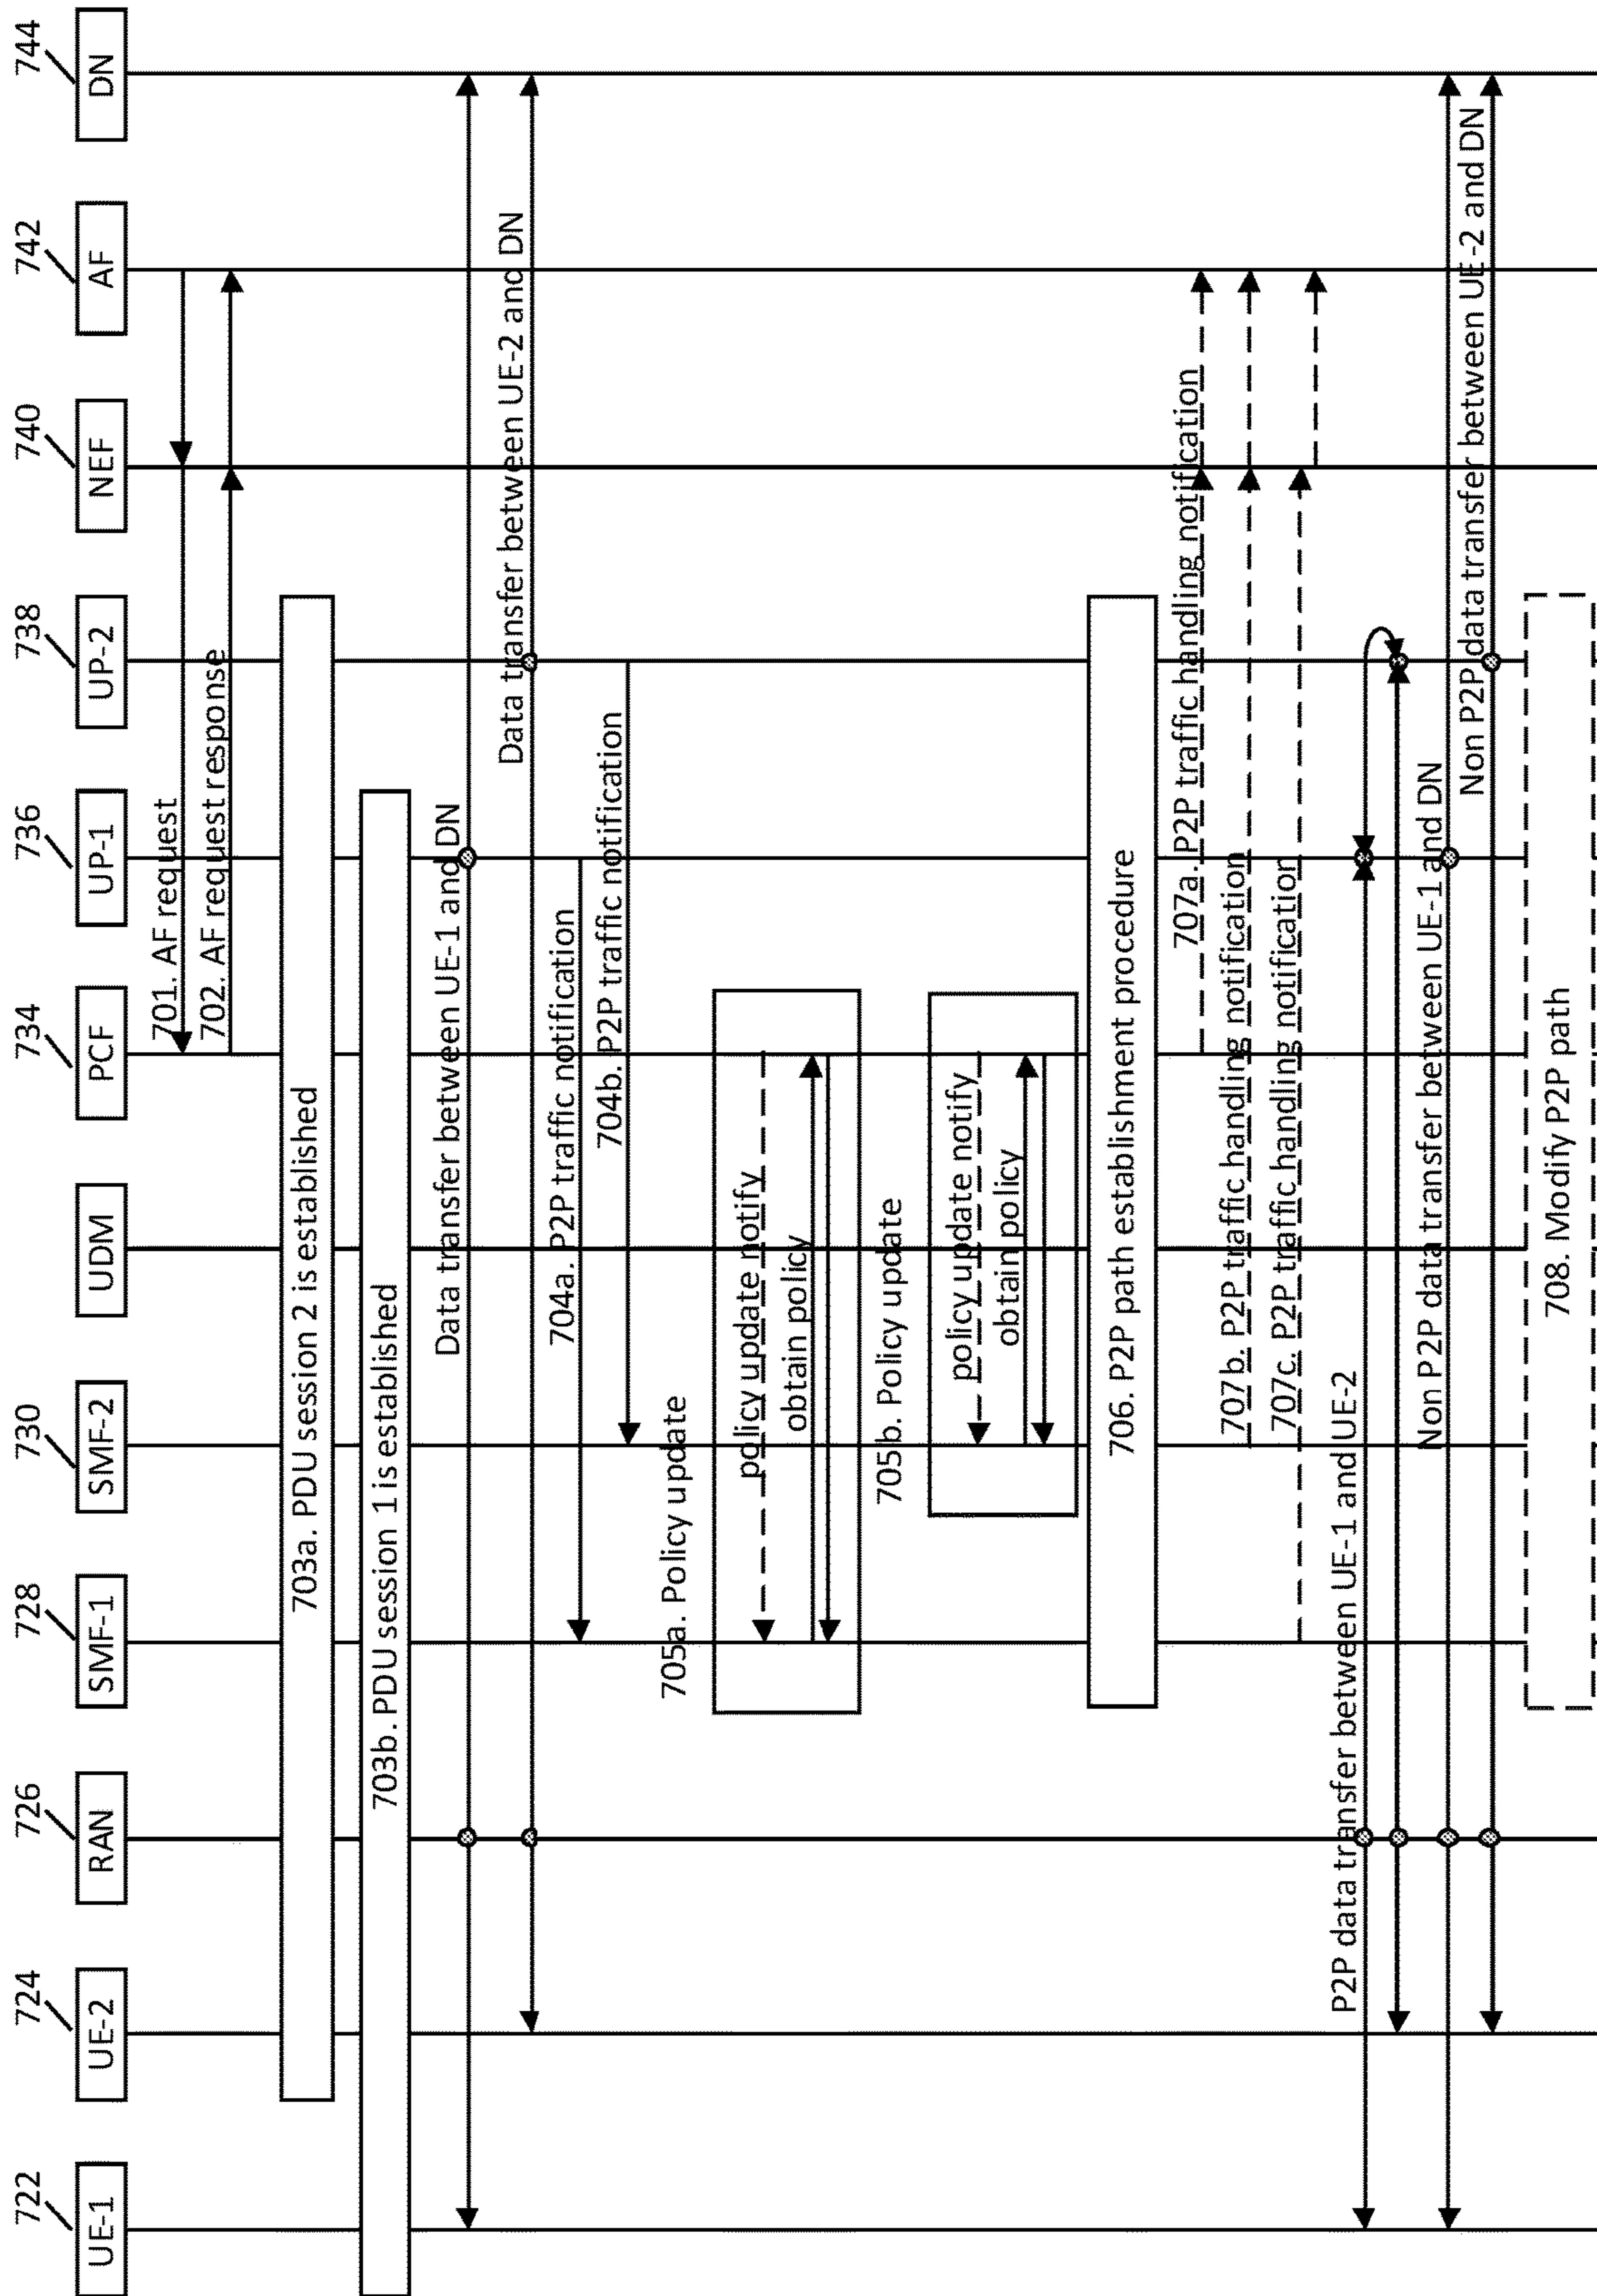 722
724
726
728
730
734
736
738
740
742
744
UE-1
UE-2
RAN
SMF-1
SMF-2
UDM
PCF
UP-1
UP-2
NEF
AF
DN
701. AF request
702. AF request response
703a. PDU session 2 is established
703b. PDU session 1 is established
Data transfer between UE-1 and DN
Data transfer between UE-2 and DN
704a. P2P traffic notification
704b. P2P traffic notification
705a. Policy update
policy update notify
obtain policy
705b. Policy update
policy update notify
obtain policy
706. P2P path establishment procedure
707a. P2P traffic handling notification
707b. P2P traffic handling notification
707c. P2P traffic handling notification
P2P data transfer between UE-1 and UE-2
Non P2P data transfer between UE-1 and DN
Non P2P data transfer between UE-2 and DN
708. Modify P2P path